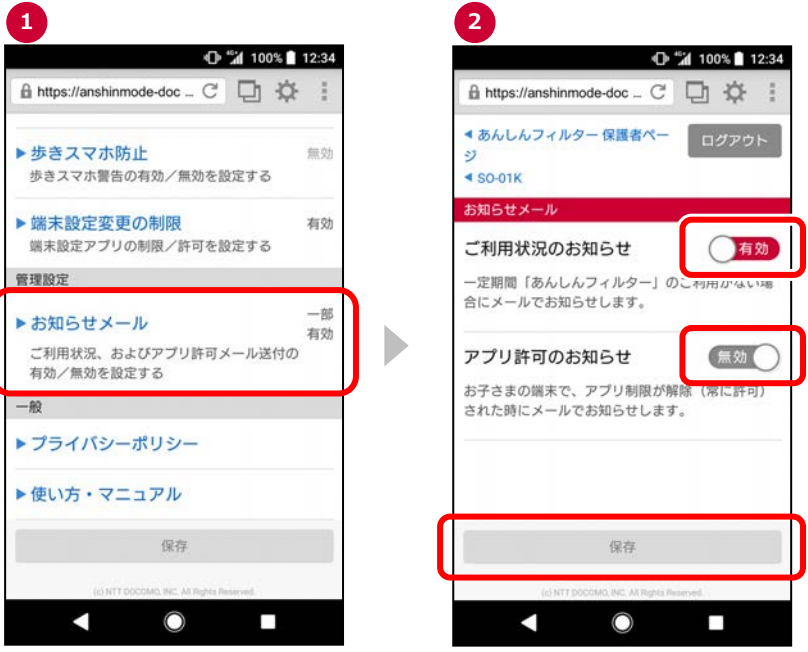 1
100% 12:34
https://anshinmode-doc ...
歩きスマホ防止
無効
歩きスマホ警告の有効／無効を設定する
端末設定変更の制限
有効
端末設定アプリの制限／許可を設定する
管理設定
お知らせメール
一部
有効
ご利用状況、およびアプリ許可メール送付の
有効／無効を設定する
一般
プライバシーポリシー
使い方・マニュアル
保存
(c) NTT DOCOMO, INC. All Rights Reserved.
2
100% 12:34
https://anshinmode-doc ...
あんしんフィルター 保護者ペー
ジ
ログアウト
SO-01K
お知らせメール
ご利用状況のお知らせ
有効
一定期間「あんしんフィルター」のご利用がない場
合にメールでお知らせします。
アプリ許可のお知らせ
無効
お子さまの端末で、アプリ制限が解除（常に許可）
された時にメールでお知らせします。
保存
(c) NTT DOCOMO, INC. All Rights Reserved.